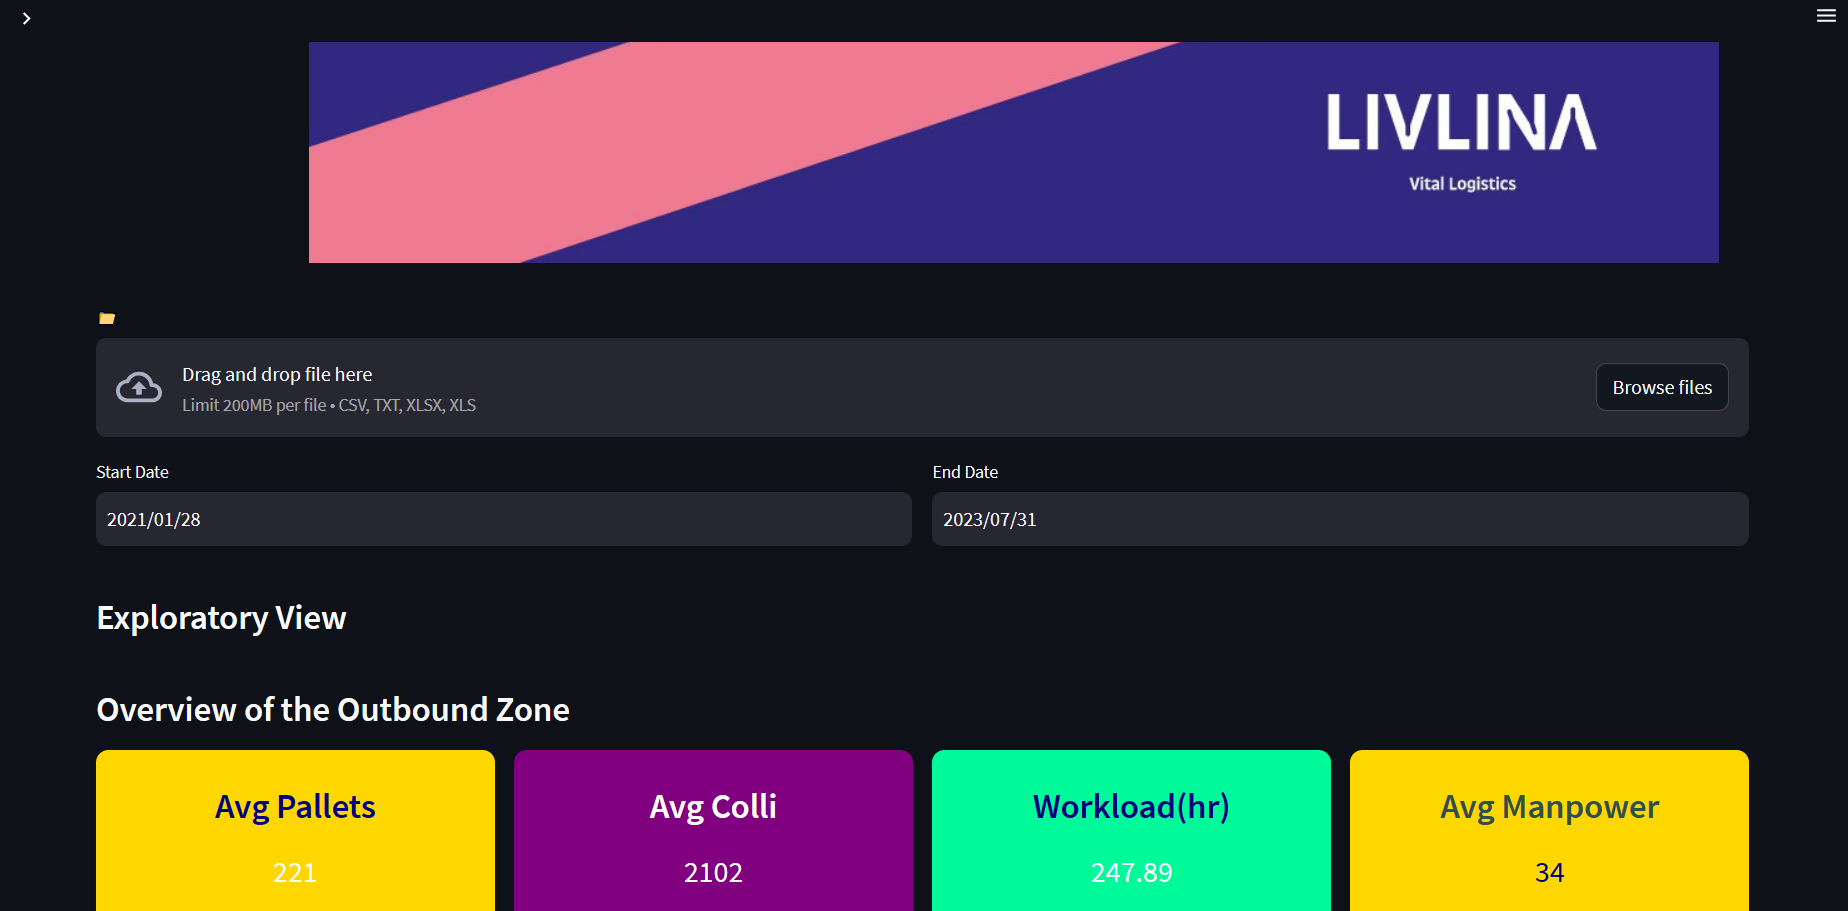 LIVLINA
Vital Logistics
Drag and drop file here
Limit 200MB per file • CSV, TXT, XLSX, XLS
Browse files
Start Date
End Date
2021/01/28
2023/07/31
Exploratory View
Overview of the Outbound Zone
Avg Pallets
221
Avg Colli
2102
Workload(hr)
247.89
Avg Manpower
34